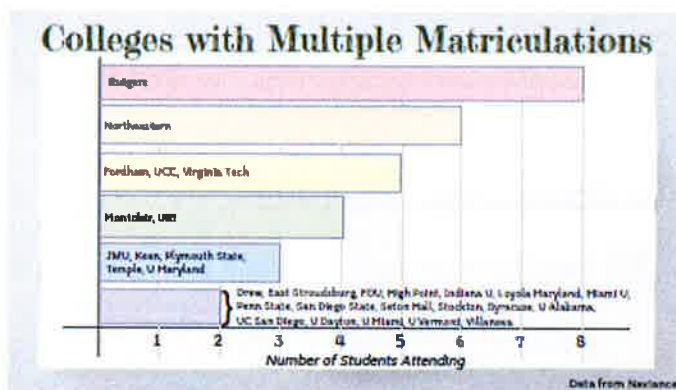 Colleges with Multiple Matriculations
Rutgers
Northeastern
Fordham, UCC, Virginia Tech
Montclair, URI
JMU, Kean, Plymouth State,
Temple, U Maryland
Drew, East Stroudsburg, FDU, High Point, Indiana U, Loyola Maryland, Miami U,
Penn State, San Diego State, Seton Hall, Stockton, Syracuse, U Alabama,
UC San Diego, U Dayton, U Miami, U Vermont, Villanova
1 2 3 4 5 6 7 8
Number of Students Attending
Data from Naviance